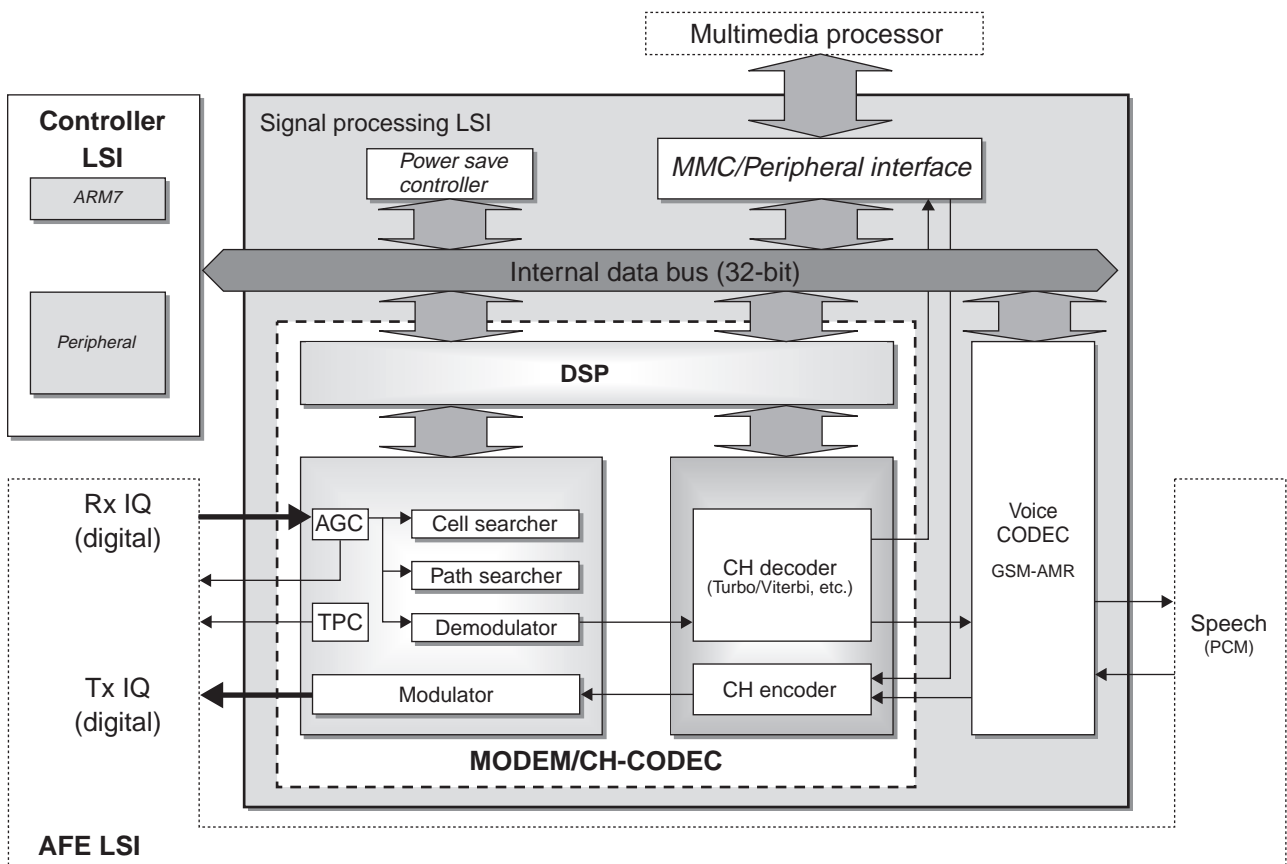 Multimedia processor
Controller
LSI
ARM7
Peripheral
Signal processing LSI
Power save
controller
MMC/Peripheral interface
Internal data bus (32-bit)
DSP
Rx IQ
(digital)
AGC
Cell searcher
Path searcher
TPC
Demodulator
Tx IQ
(digital)
Modulator
CH decoder
(Turbo/Viterbi, etc.)
CH encoder
MODEM/CH-CODEC
Voice
CODEC
GSM-AMR
Speech
(PCM)
AFE LSI